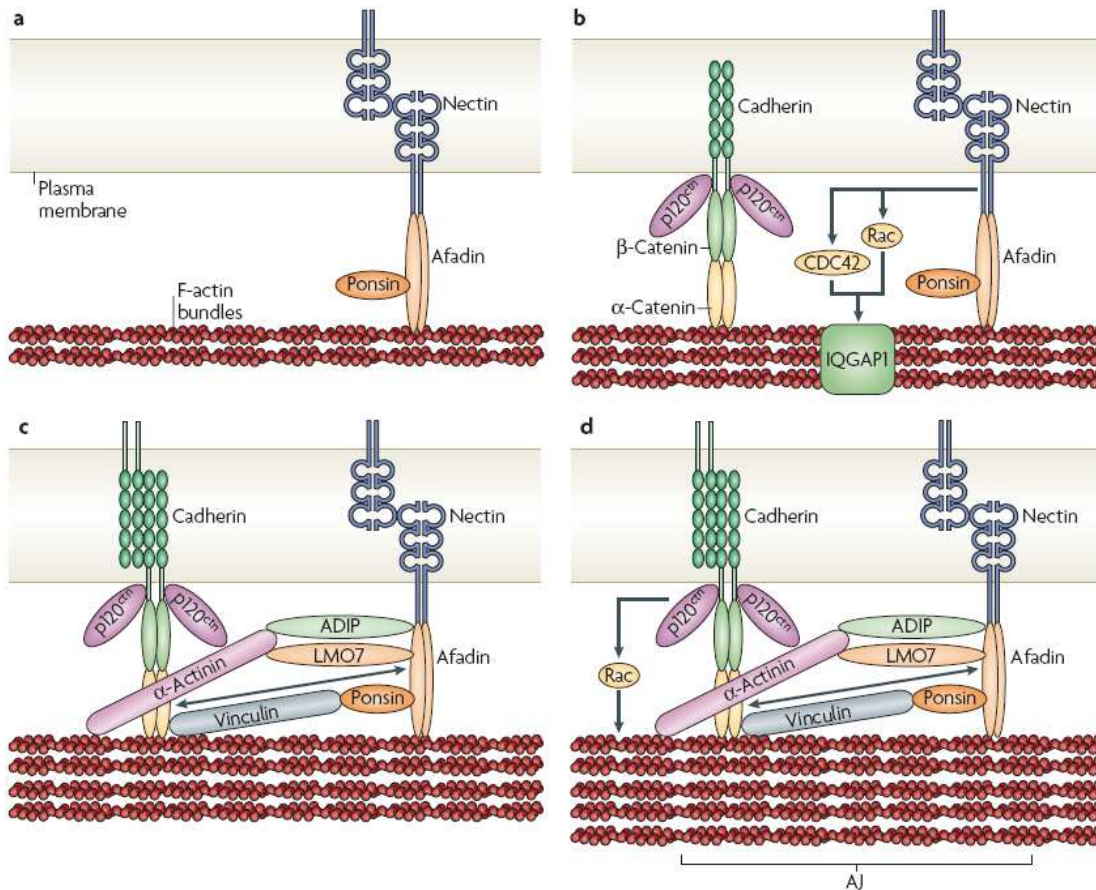 a
Nectin
Plasma
membrane
Afadin
Ponsin
F-actin
bundles
b
Cadherin
Nectin
p120ctn
p120ctn
Rac
β-Catenin
CDC42
Afadin
Ponsin
α-Catenin
IQGAP1
c
Cadherin
Nectin
p120ctn
p120ctn
ADIP
LMO7
Afadin
α-Actinin
Ponsin
Vinculin
d
Cadherin
Nectin
p120ctn
p120ctn
ADIP
LMO7
Afadin
Rac
α-Actinin
Ponsin
Vinculin
AJ